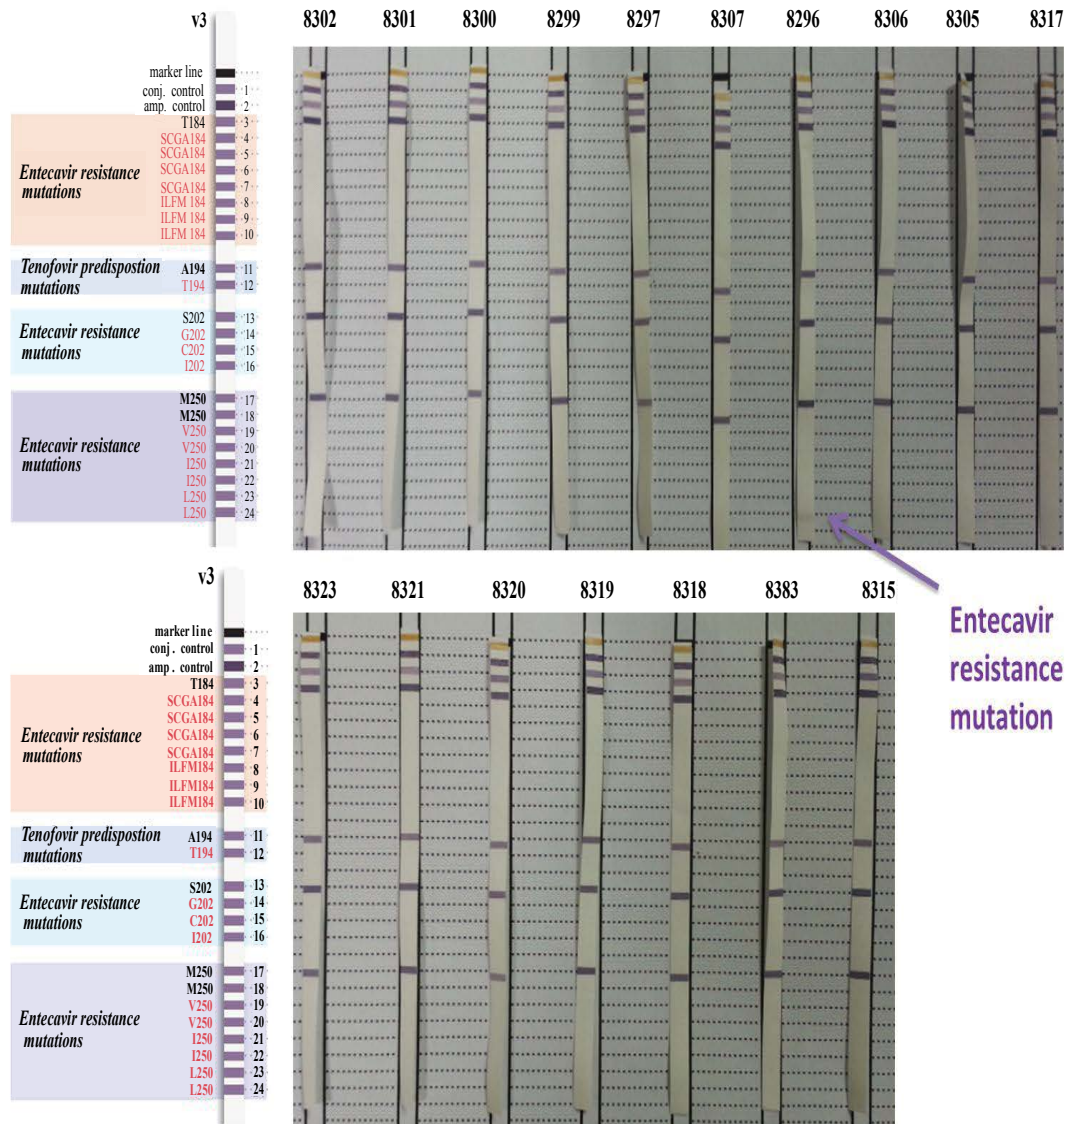 v3 8302 8301 8300 8299 8297 8307 8296 8306 8305 8317
marker line
conj. control 1
amp. control 2
T184 3
SCGA184 4
SCGA184 5
SCGA184 6
SCGA184 7
ILFM 184 8
ILFM 184 9
ILFM 184 10
Entecavir resistance
mutations
Tenofovir predispostion
mutations
A194 11
T194 12
Entecavir resistance
mutations
S202 13
G202 14
C202 15
I202 16
Entecavir resistance
mutations
M250 17
M250 18
V250 19
V250 20
I250 21
I250 22
L250 23
L250 24
Entecavir
resistance
mutation
v3 8323 8321 8320 8319 8318 8383 8315
marker line
conj. control 1
amp. control 2
T184 3
SCGA184 4
SCGA184 5
SCGA184 6
SCGA184 7
ILFM184 8
ILFM184 9
ILFM184 10
Entecavir resistance
mutations
Tenofovir predispostion
mutations
A194 11
T194 12
Entecavir resistance
mutations
S202 13
G202 14
C202 15
I202 16
Entecavir resistance
mutations
M250 17
M250 18
V250 19
V250 20
I250 21
I250 22
L250 23
L250 24